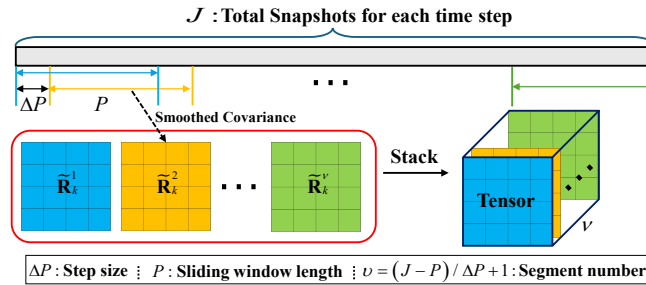 J : Total Snapshots for each time step
ΔP P ...
Smoothed Covariance
R̃ₖ¹ R̃ₖ² ... R̃ₖᵛ Stack Tensor ... ν
ΔP : Step size ⋮ P : Sliding window length ⋮ υ = (J − P) / ΔP + 1 : Segment number